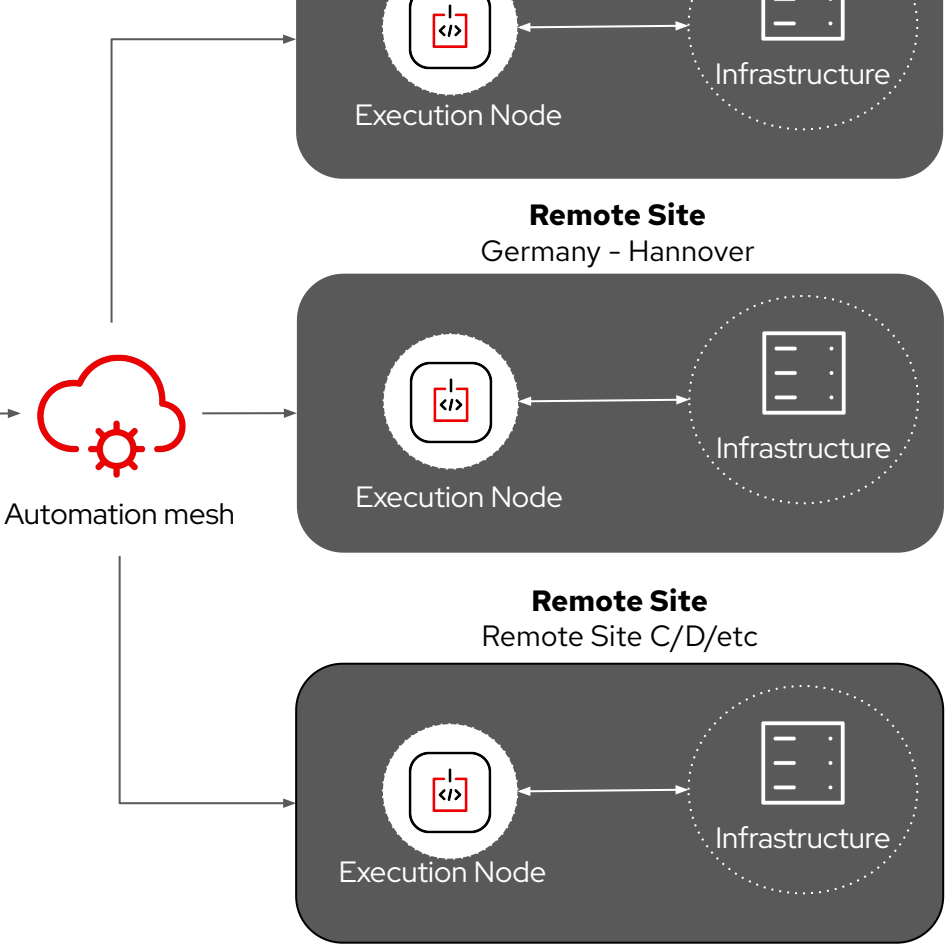 Infrastructure
Execution Node
Remote Site
Germany - Hannover
</>
Infrastructure
Execution Node
Automation mesh
Remote Site
Remote Site C/D/etc
</>
Infrastructure
Execution Node